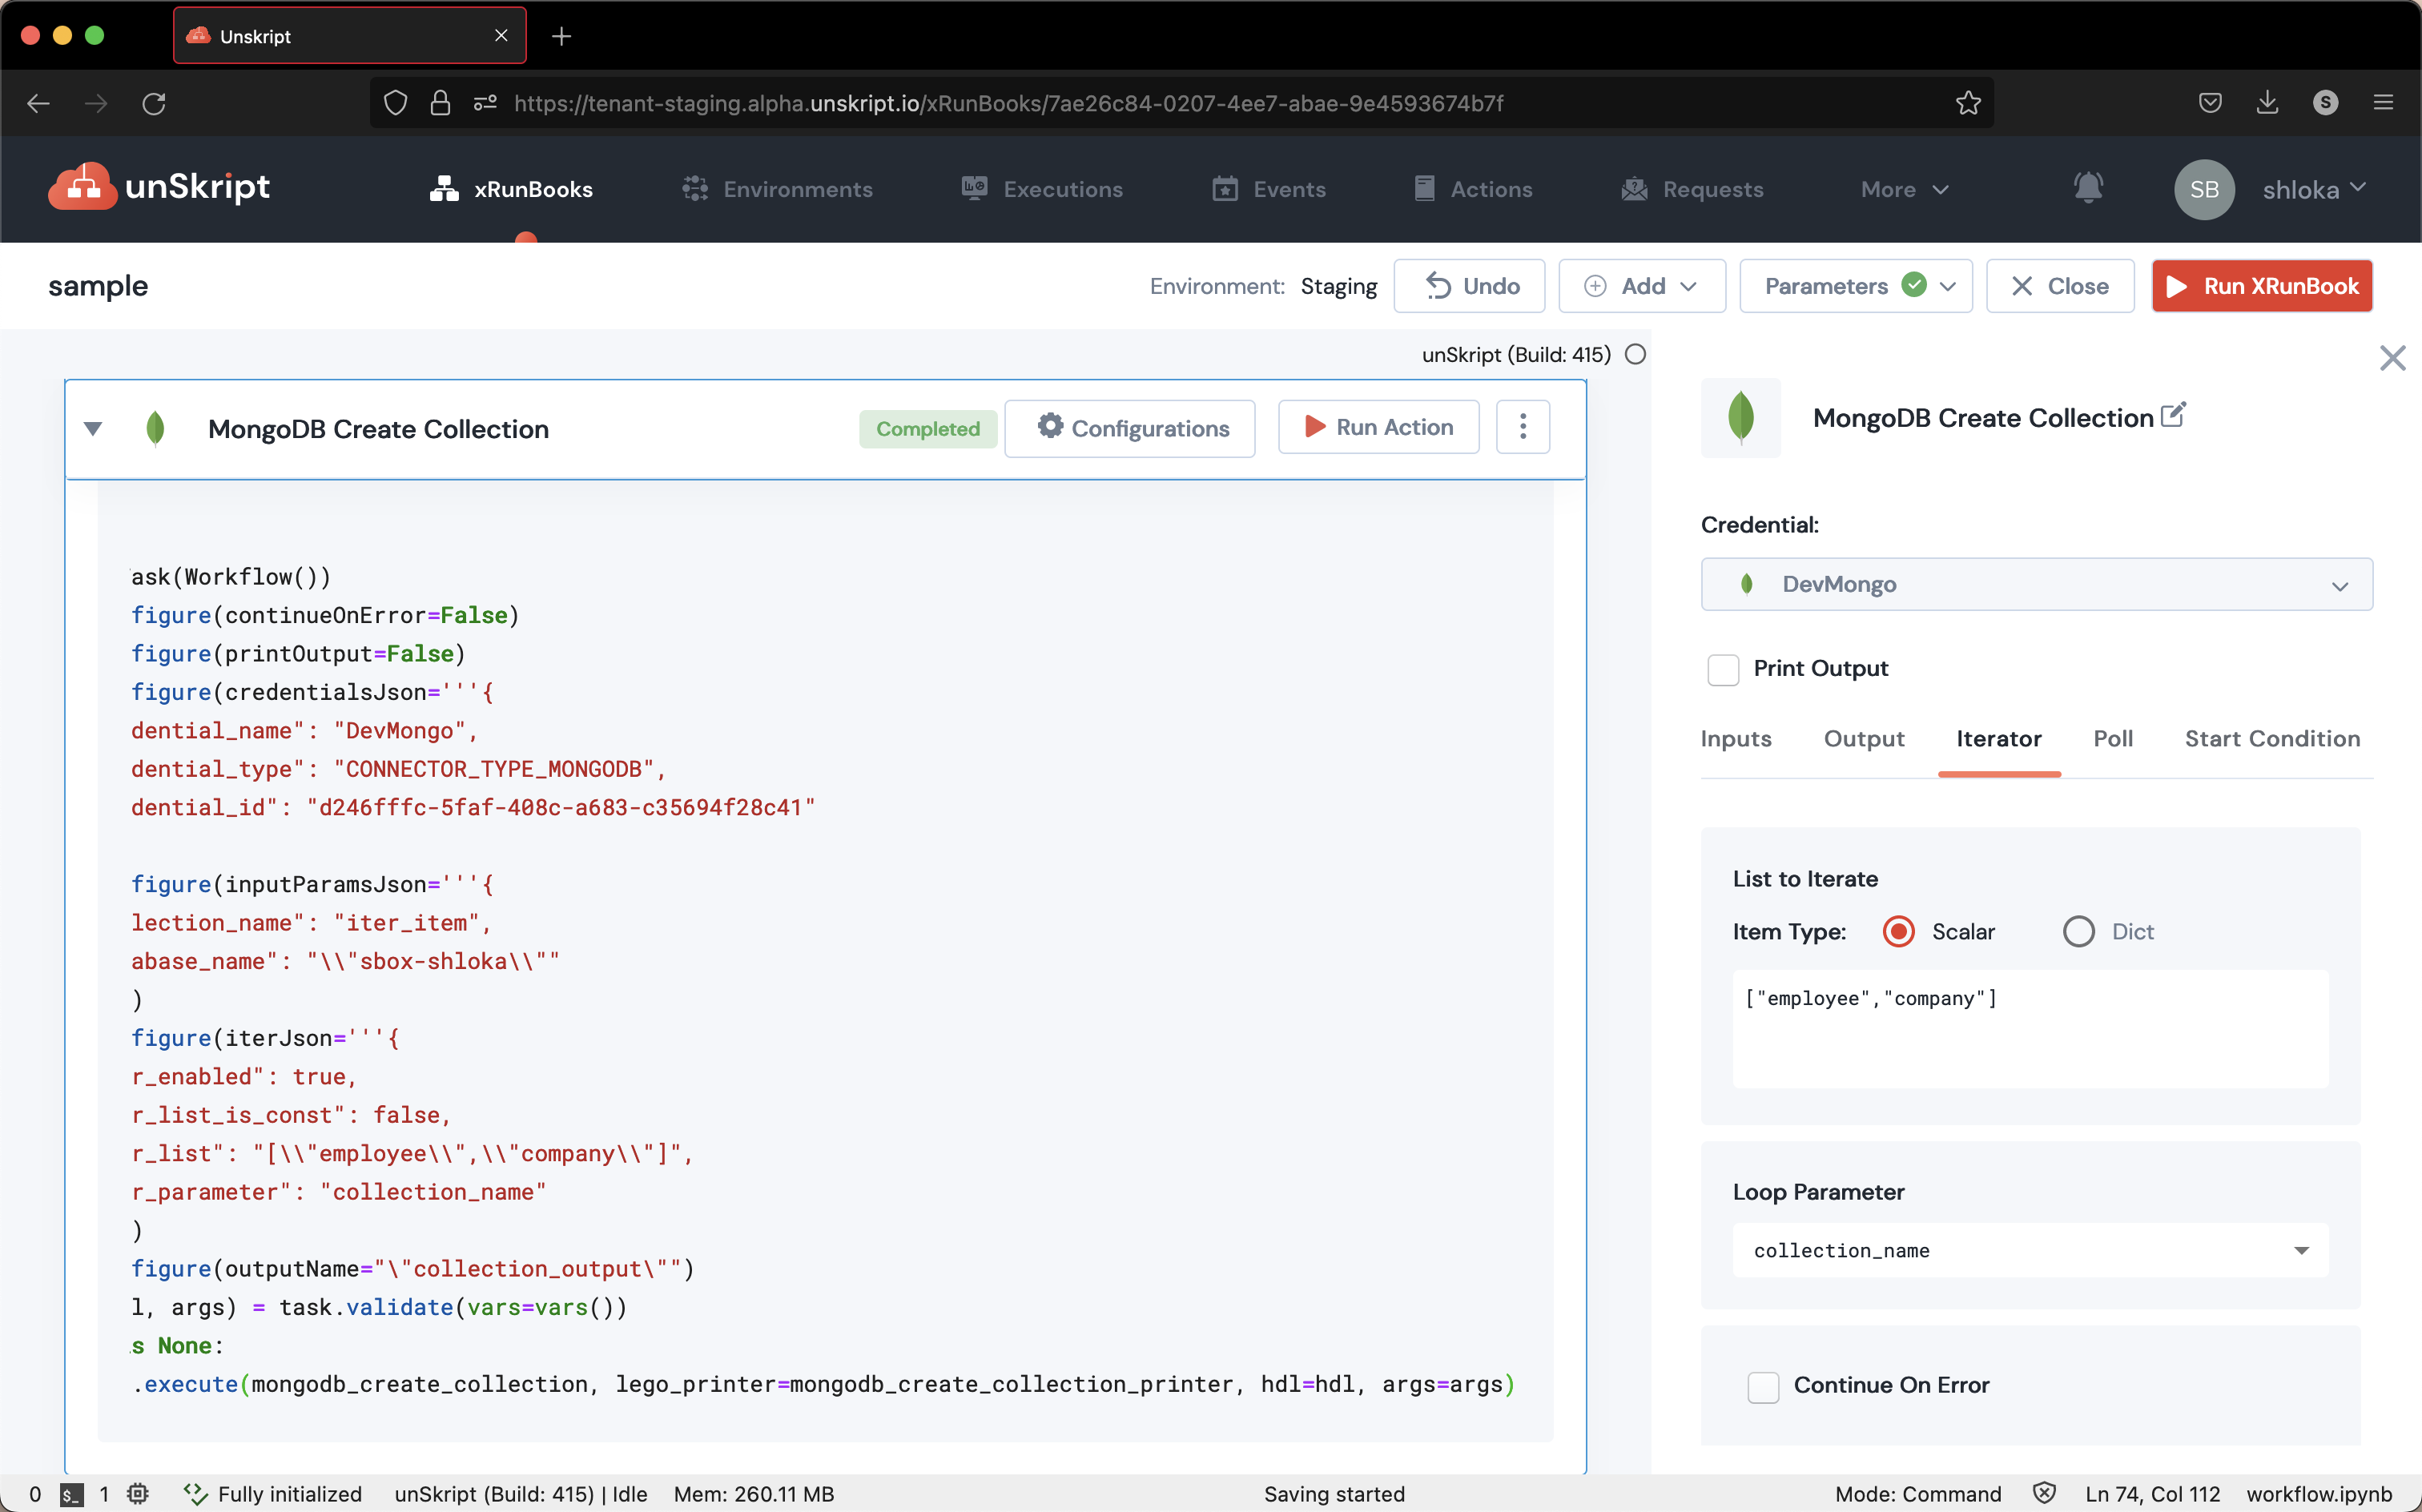 Unskript
https://tenant-staging.alpha.unskript.io/xRunBooks/7ae26c84-0207-4ee7-abae-9e4593674b7f
S
unSkript
xRunBooks
Environments
Executions
Events
Actions
Requests
More
SB
shloka
sample
Environment: Staging
Undo
Add
Parameters
Close
Run XRunBook
unSkript (Build: 415)
MongoDB Create Collection
Completed
Configurations
Run Action
ask(Workflow())
figure(continueOnError=False)
figure(printOutput=False)
figure(credentialsJson='''{
dential_name": "DevMongo",
dential_type": "CONNECTOR_TYPE_MONGODB",
dential_id": "d246fffc-5faf-408c-a683-c35694f28c41"
figure(inputParamsJson='''{
lection_name": "iter_item",
abase_name": "\\"sbox-shloka\\""
)
figure(iterJson='''{
r_enabled": true,
r_list_is_const": false,
r_list": "[\\"employee\\",\\"company\\"]",
r_parameter": "collection_name"
)
figure(outputName="\"collection_output\"")
l, args) = task.validate(vars=vars())
s None:
.execute(mongodb_create_collection, lego_printer=mongodb_create_collection_printer, hdl=hdl, args=args)
MongoDB Create Collection
Credential:
DevMongo
Print Output
Inputs
Output
Iterator
Poll
Start Condition
List to Iterate
Item Type:
Scalar
Dict
["employee","company"]
Loop Parameter
collection_name
Continue On Error
0 $_ 1 Fully initialized unSkript (Build: 415) | Idle Mem: 260.11 MB Saving started Mode: Command Ln 74, Col 112 workflow.ipynb